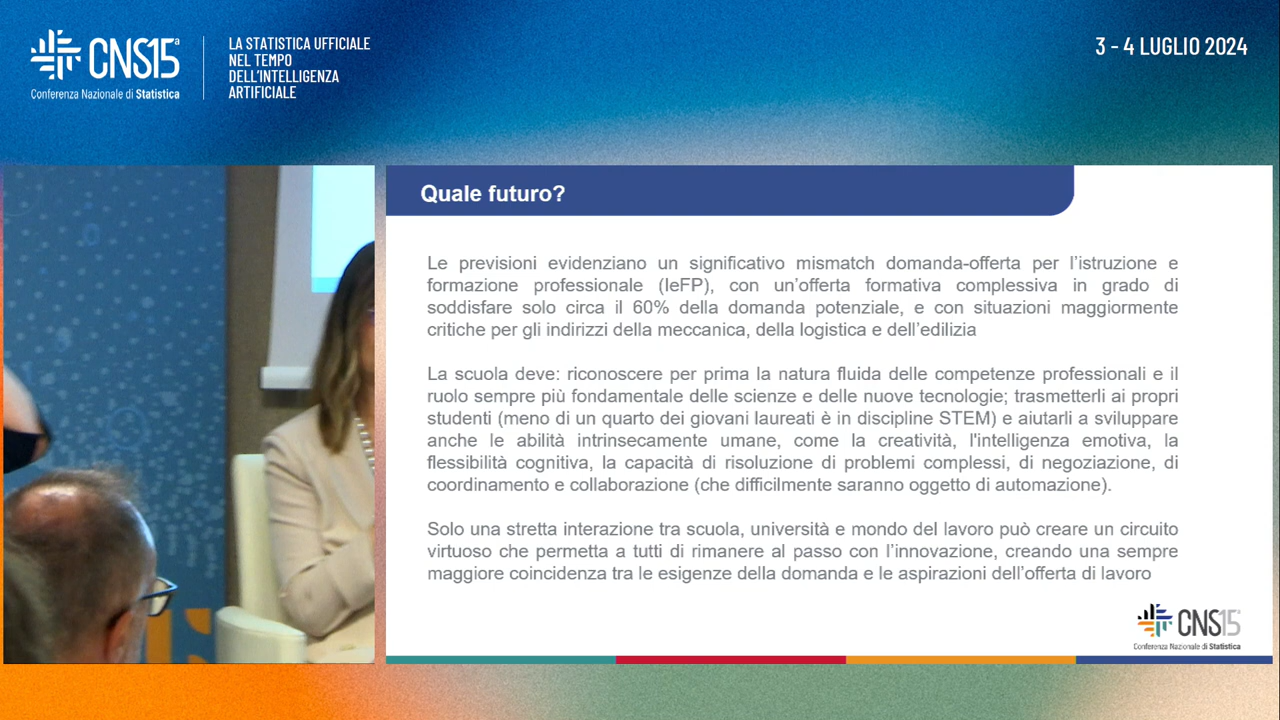 CNS15ª
Conferenza Nazionale di Statistica
LA STATISTICA UFFICIALE
NEL TEMPO
DELL'INTELLIGENZA
ARTIFICIALE
3 - 4 LUGLIO 2024
Quale futuro?
Le previsioni evidenziano un significativo mismatch domanda-offerta per l'istruzione e
formazione professionale (IeFP), con un'offerta formativa complessiva in grado di
soddisfare solo circa il 60% della domanda potenziale, e con situazioni maggiormente
critiche per gli indirizzi della meccanica, della logistica e dell'edilizia
La scuola deve: riconoscere per prima la natura fluida delle competenze professionali e il
ruolo sempre più fondamentale delle scienze e delle nuove tecnologie; trasmetterli ai propri
studenti (meno di un quarto dei giovani laureati è in discipline STEM) e aiutarli a sviluppare
anche le abilità intrinsecamente umane, come la creatività, l'intelligenza emotiva, la
flessibilità cognitiva, la capacità di risoluzione di problemi complessi, di negoziazione, di
coordinamento e collaborazione (che difficilmente saranno oggetto di automazione).
Solo una stretta interazione tra scuola, università e mondo del lavoro può creare un circuito
virtuoso che permetta a tutti di rimanere al passo con l'innovazione, creando una sempre
maggiore coincidenza tra le esigenze della domanda e le aspirazioni dell'offerta di lavoro
CNS15
Conferenza Nazionale di Statistica